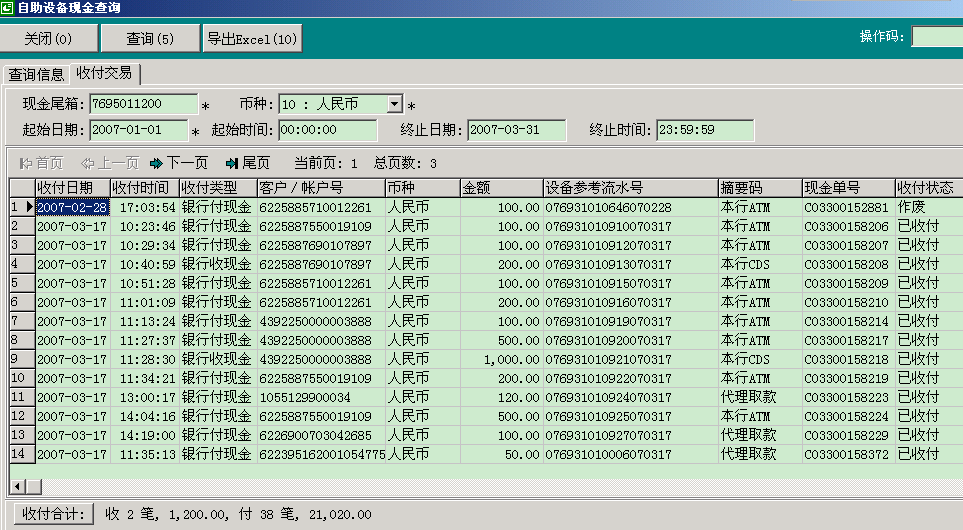 自助设备现金查询
关闭(0) 查询(5) 导出Excel(10) 操作码:
查询信息 收付交易
现金尾箱: 7695011200 * 币种: 10 : 人民币 *
起始日期: 2007-01-01 * 起始时间: 00:00:00 终止日期: 2007-03-31 终止时间: 23:59:59
首页 上一页 下一页 尾页 当前页: 1 总页数: 3
收付日期 收付时间 收付类型 客户/帐户号 币种 金额 设备参考流水号 摘要码 现金单号 收付状态
1 2007-02-28 17:03:54 银行付现金 6225885710012261 人民币 100.00 076931010646070228 本行ATM C03300152881 作废
2 2007-03-17 10:23:46 银行付现金 6225887550019109 人民币 100.00 076931010910070317 本行ATM C03300158206 已收付
3 2007-03-17 10:29:34 银行付现金 6225887690107897 人民币 100.00 076931010912070317 本行ATM C03300158207 已收付
4 2007-03-17 10:40:59 银行收现金 6225887690107897 人民币 200.00 076931010913070317 本行CDS C03300158208 已收付
5 2007-03-17 10:51:28 银行付现金 6225885710012261 人民币 100.00 076931010915070317 本行ATM C03300158209 已收付
6 2007-03-17 11:01:09 银行付现金 6225885710012261 人民币 200.00 076931010916070317 本行ATM C03300158210 已收付
7 2007-03-17 11:13:24 银行付现金 4392250000003888 人民币 100.00 076931010919070317 本行ATM C03300158214 已收付
8 2007-03-17 11:27:37 银行付现金 4392250000003888 人民币 500.00 076931010920070317 本行ATM C03300158217 已收付
9 2007-03-17 11:28:30 银行收现金 4392250000003888 人民币 1,000.00 076931010921070317 本行CDS C03300158218 已收付
10 2007-03-17 11:34:21 银行付现金 6225887550019109 人民币 200.00 076931010922070317 本行ATM C03300158219 已收付
11 2007-03-17 13:00:17 银行付现金 1055129900034 人民币 120.00 076931010924070317 代理取款 C03300158223 已收付
12 2007-03-17 14:04:16 银行付现金 6225887550019109 人民币 500.00 076931010925070317 本行ATM C03300158224 已收付
13 2007-03-17 14:19:00 银行付现金 6226900703042685 人民币 100.00 076931010927070317 代理取款 C03300158229 已收付
14 2007-03-17 11:35:13 银行付现金 622395162001054775 人民币 50.00 076931010006070317 代理取款 C03300158372 已收付
收付合计: 收 2 笔, 1,200.00, 付 38 笔, 21,020.00